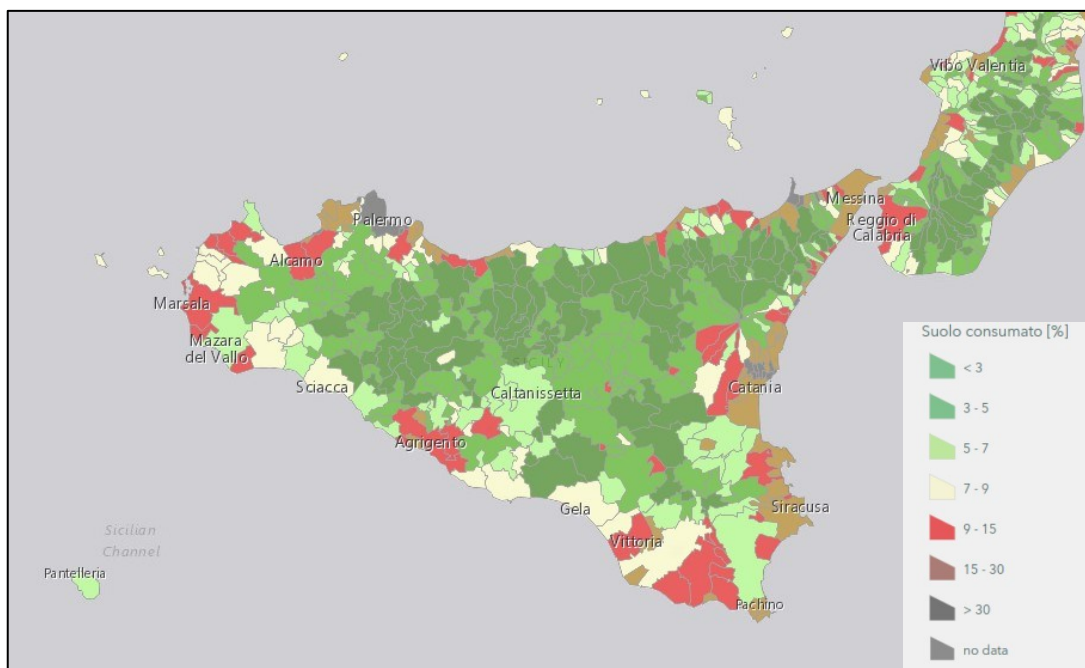 Vibo Valentia
Messina
Reggio di
Calabria
Palermo
Alcamo
Marsala
Mazara
del Vallo
Sciacca
SICILY
Caltanissetta
Catania
Agrigento
Gela
Siracusa
Vittoria
Pachino
Sicilian
Channel
Pantelleria
Suolo consumato [%]
< 3
3 - 5
5 - 7
7 - 9
9 - 15
15 - 30
> 30
no data